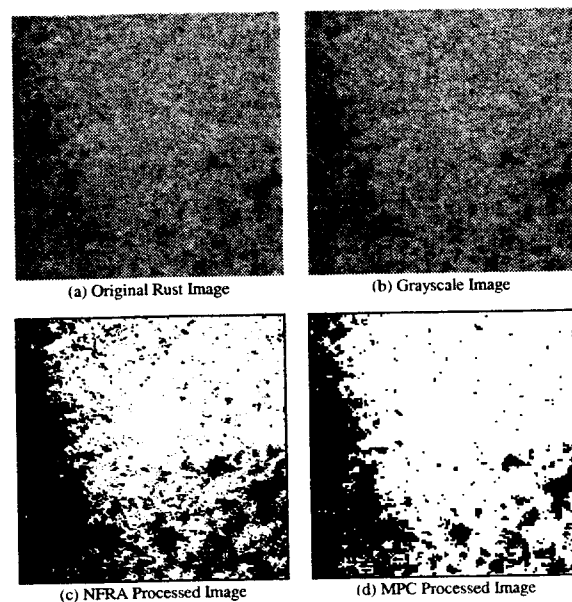 (a) Original Rust Image
(b) Grayscale Image
(c) NFRA Processed Image
(d) MPC Processed Image